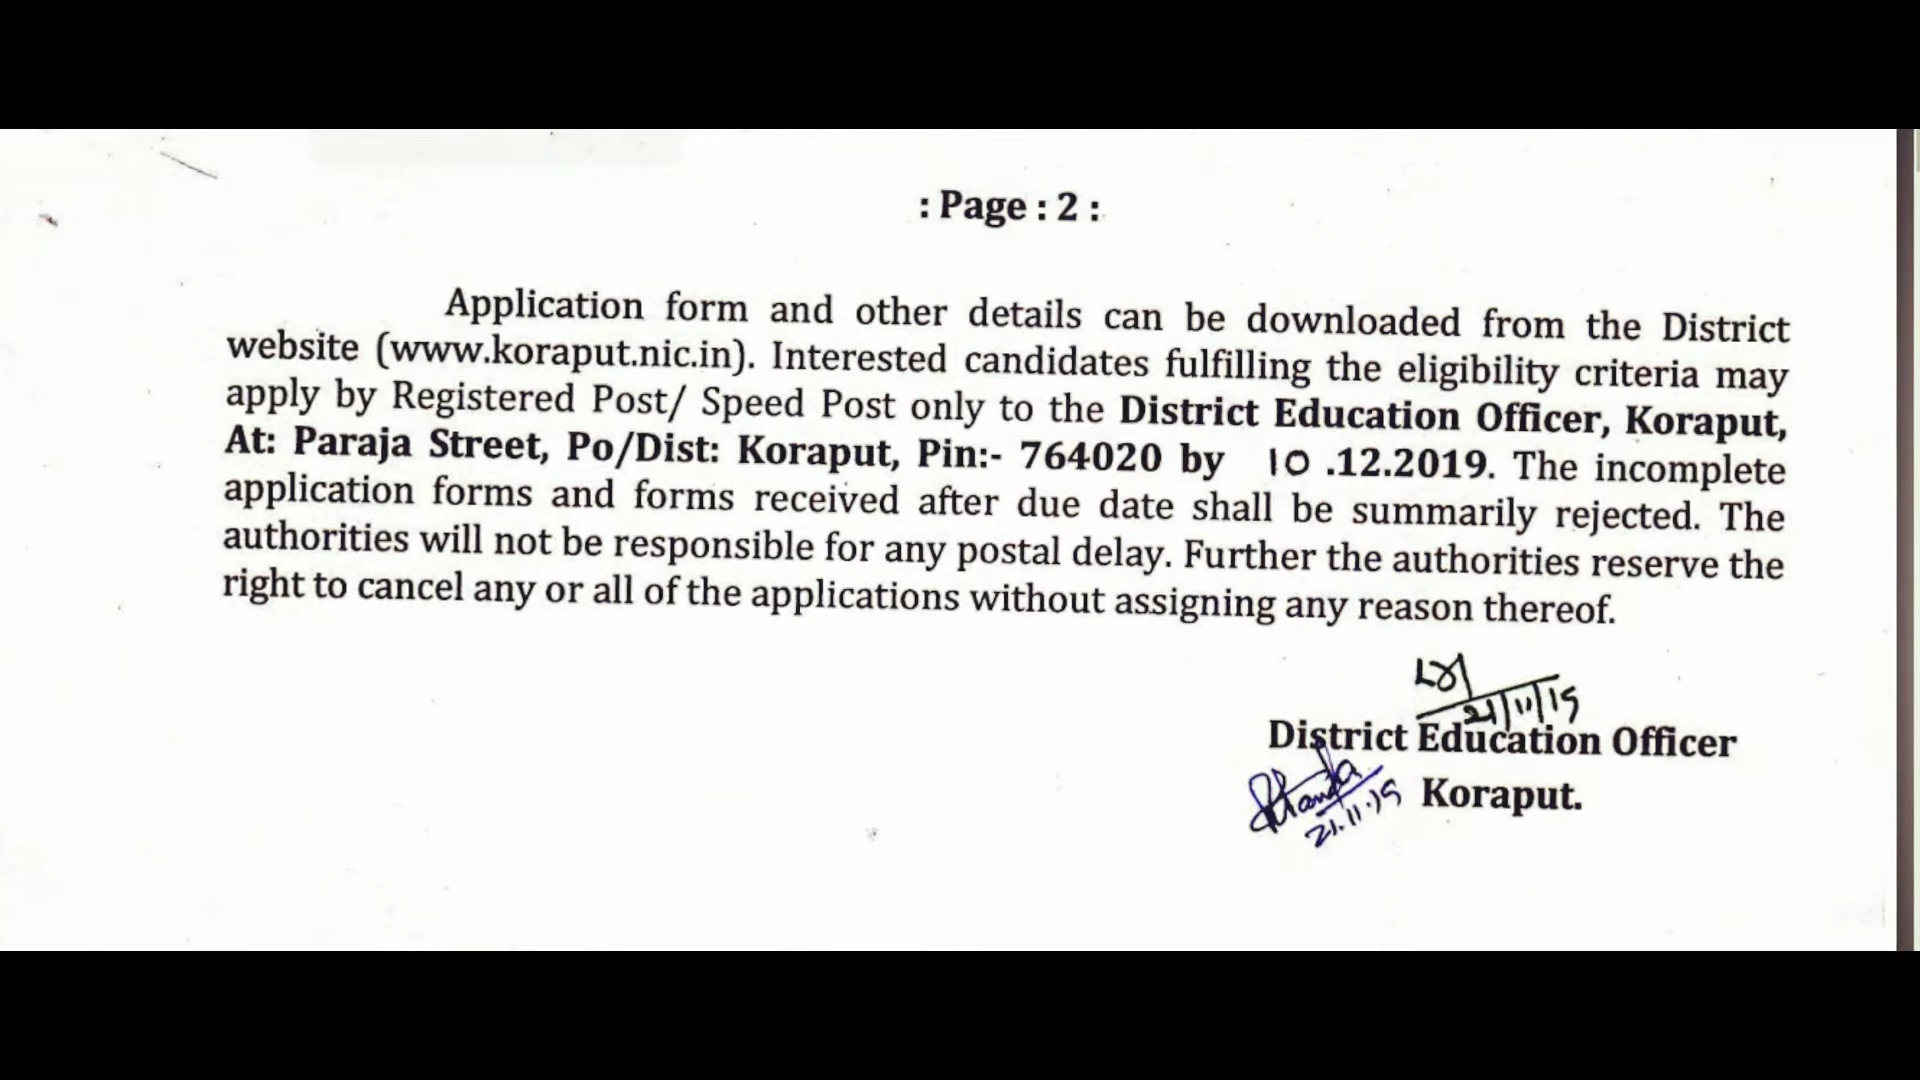 : Page : 2 :
Application form and other details can be downloaded from the District
website (www.koraput.nic.in). Interested candidates fulfilling the eligibility criteria may
apply by Registered Post/ Speed Post only to the District Education Officer, Koraput,
At: Paraja Street, Po/Dist: Koraput, Pin:- 764020 by 10 .12.2019. The incomplete
application forms and forms received after due date shall be summarily rejected. The
authorities will not be responsible for any postal delay. Further the authorities reserve the
right to cancel any or all of the applications without assigning any reason thereof.
21/11/19
District Education Officer
Koraput.
21.11.19